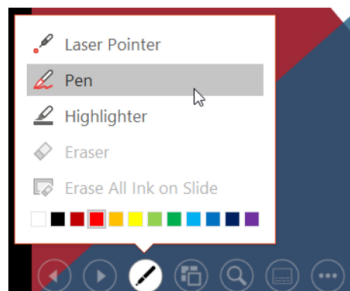 Laser Pointer
Pen
Highlighter
Eraser
Erase All Ink on Slide